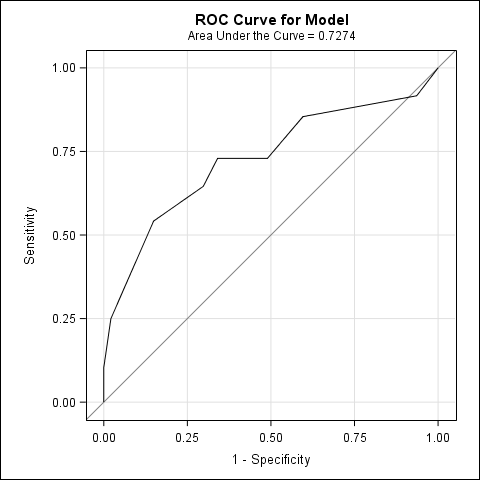 ROC Curve for Model
Area Under the Curve = 0.7274
1.00
0.75
0.50
0.25
0.00
Sensitivity
0.00 0.25 0.50 0.75 1.00
1 - Specificity